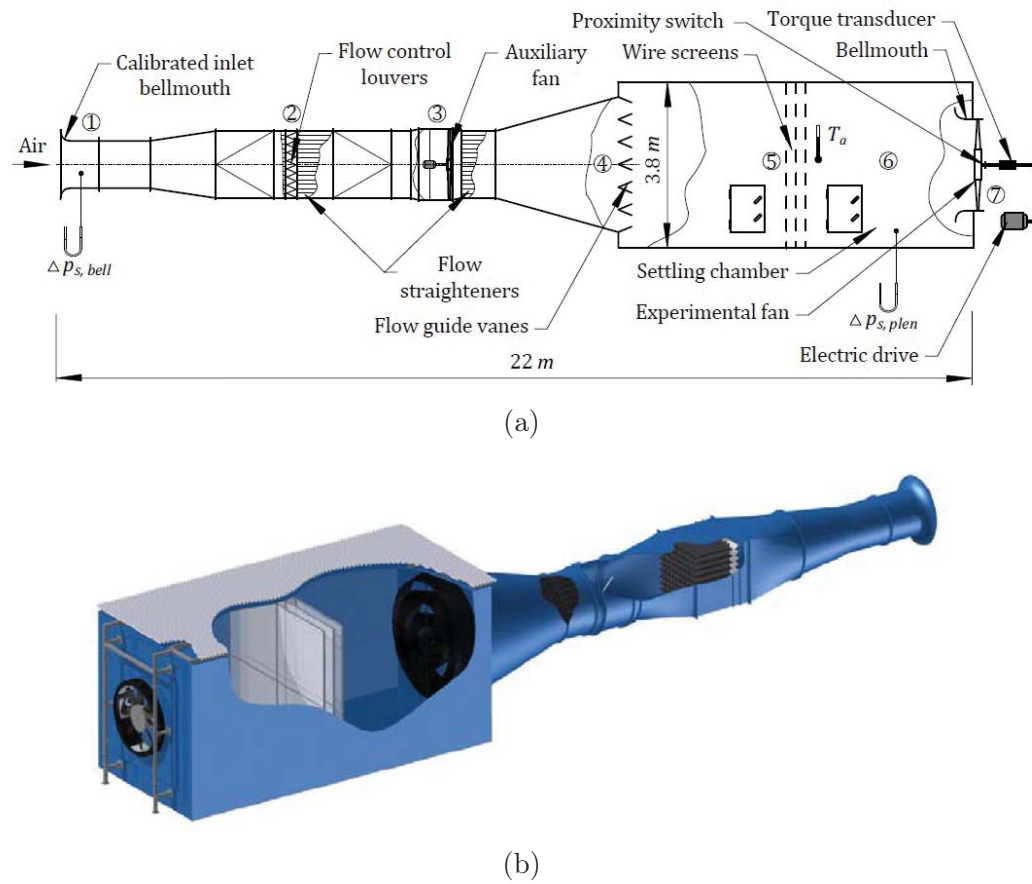 Proximity switch
Torque transducer
Wire screens
Bellmouth
Flow control
louvers
Auxiliary
fan
Calibrated inlet
bellmouth
①
②
③
Air
④
3.8 m
⑤
T_a
⑥
⑦
△p_{s, bell}
Flow
straighteners
Flow guide vanes
Settling chamber
Experimental fan
△p_{s,plen}
Electric drive
22 m
(a)
(b)